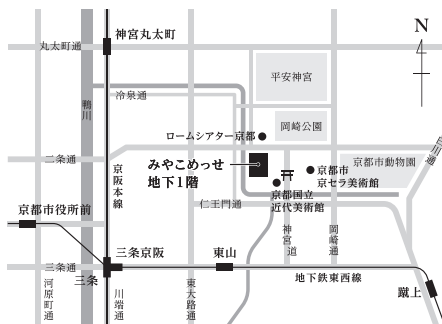 神宮丸太町
N
丸太町通
平安神宮
冷泉通
鴨川
岡崎公園
ロームシアター京都
白川通
二条通
京阪本線
みやこめっせ
地下1階
京都市動物園
京都市
京セラ美術館
京都国立
近代美術館
仁王門通
京都市役所前
神宮道
岡崎通
三条京阪
東山
地下鉄東西線
三条通
三条
蹴上
河原町通
川端通
東大路通